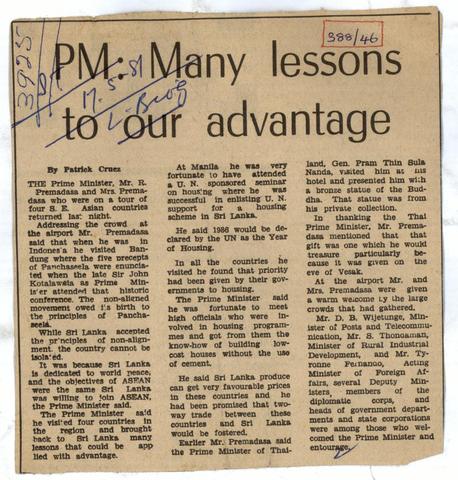 388/46
39235
17.5.81
PM: Many lessons
to our advantage
By Patrick Cruez
THE Prime Minister, Mr. R.
Premadasa and Mrs. Prema-
dasa who were on a tour of
four S. E. Asian countries
returned last night.
Addressing the crowd at
the airport Mr. Premadasa
said that when he was in
Indones'a he visited Ban-
dung where the five precepts
of Panchaseela were enuncia-
ted when the late Sir John
Kotalawala as Prime Min-
is'er attended that historic
conference. The non-aligned
movement owed i's birth to
the principles of Pancha-
seela.
While Sri Lanka accepted
the pr'nciples of non-align-
ment the country cannot be
isolated.
It was because Sri Lanka
is dedicated to world peace,
and the objectives of ASEAN
were the same Sri Lanka
was willing to join ASEAN,
the Prime Minister said.
The Prime Minister said
he visited four countries in
the region and brought
back to Sri Lanka many
lessons that could be app
lied with advantage.
At Manila he was very
fortunate to have attended
a U. N. sponsored seminar
on housing where he was
successful in enlisting U. N.
support for a housing
scheme in Sri Lanka.
He said 1986 would be de-
clared by the UN as the Year
of Housing.
In all the countries he
visited he found that priority
had been given by their gov-
ernments to housing.
The Prime Minister said
he was fortunate to meet
high officials who were in-
volved in housing program-
mes and got from them the
know-how of building low-
cost houses without the use
of cement.
He said Sri Lanka produce
can get very favourable prices
in these countries and he
had been promised that two-
way trade between these
countries and Sri Lanka
would be fostered.
Earlier Mr. Premadasa said
the Prime Minister of Thai-
land, Gen. Pram Thin Sula
Nanda, visited him at his
hotel and presented him with
a bronze statue of the Bud-
dha. That statue was from
his private collection.
In thanking the Thai
Prime Minister, Mr. Prema-
dasa mentioned that that
gift was one which he would
treasure particularly because
it was given on the
eve of Vesak.
At the airport Mr. and
Mrs. Premadasa were given
a warm welcome by the large
crowds that had gathered.
Mr. D. B. Wijetunge, Min-
ister of Posts and Telecommu-
nication, Mr. S. Thondaman,
Minister of Rural Industrial
Development, and Mr. Ty-
ronne Fernando, Acting
Minister of Foreign Aff-
airs, several Deputy Minis-
ters, members of the
diplomatic corps, and
heads of government depart-
ments and state corporations
were among those who wel-
comed the Prime Minister and
entourage.